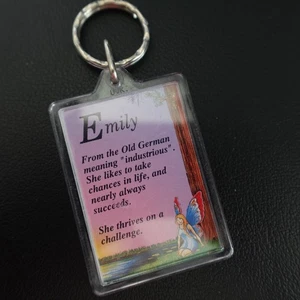 Emily
From the Old German
meaning "industrious".
She likes to take
chances in life, and
nearly always
succeeds.
She thrives on a
challenge.